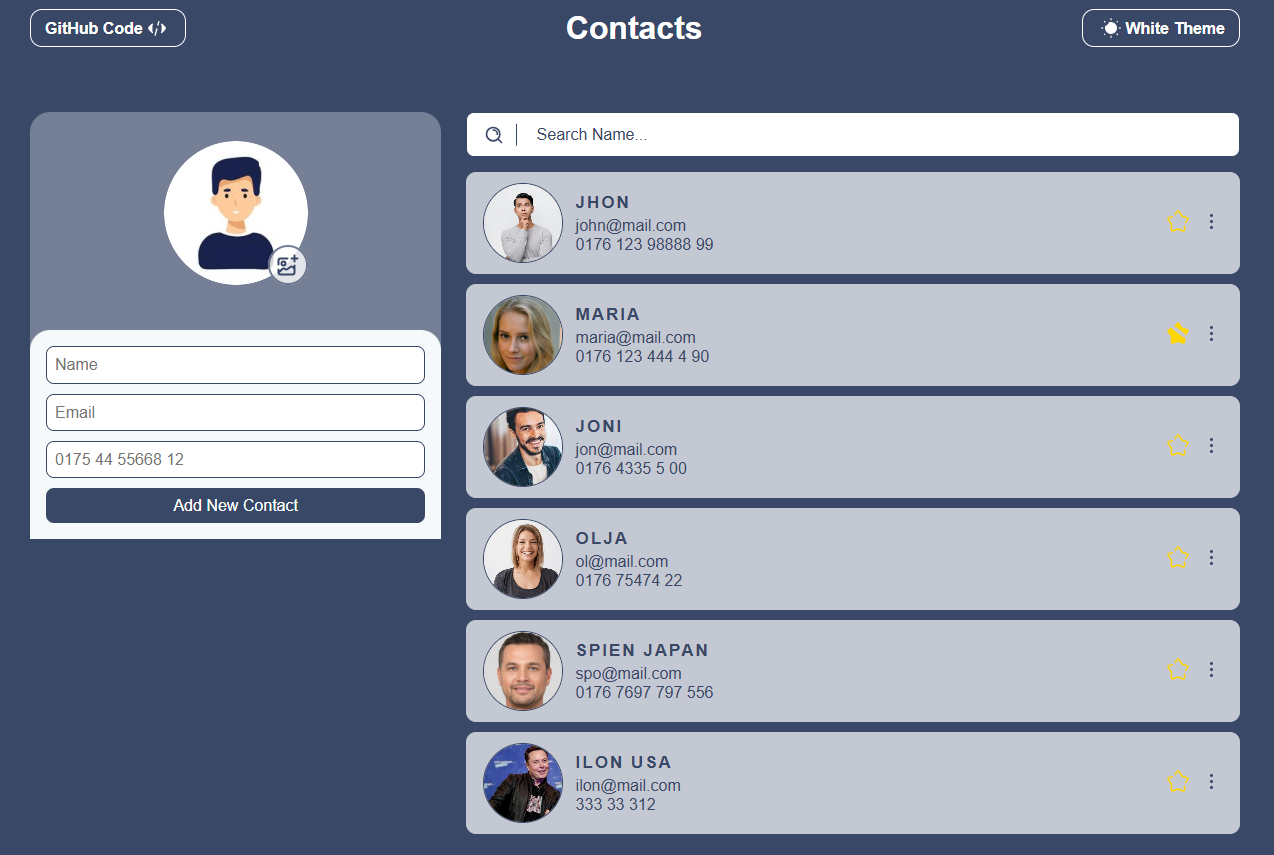 GitHub Code
Contacts
White Theme
Name
Email
0175 44 55668 12
Add New Contact
Search Name...
JHON
john@mail.com
0176 123 98888 99
MARIA
maria@mail.com
0176 123 444 4 90
JONI
jon@mail.com
0176 4335 5 00
OLJA
ol@mail.com
0176 75474 22
SPIEN JAPAN
spo@mail.com
0176 7697 797 556
ILON USA
ilon@mail.com
333 33 312